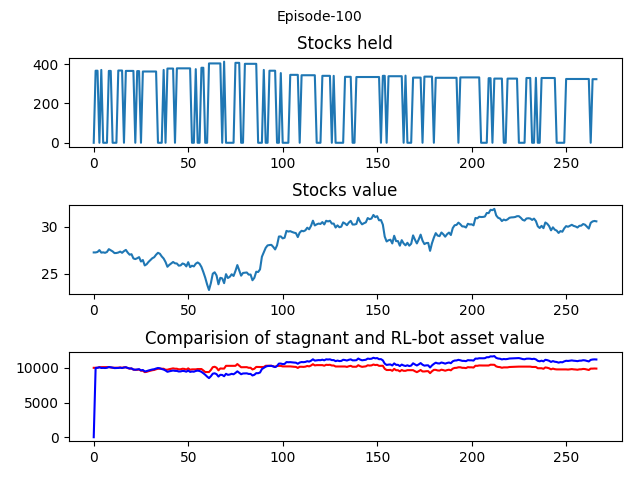 Episode-100
Stocks held
400
200
0
0 50 100 150 200 250
Stocks value
30
25
0 50 100 150 200 250
Comparision of stagnant and RL-bot asset value
10000
5000
0
0 50 100 150 200 250